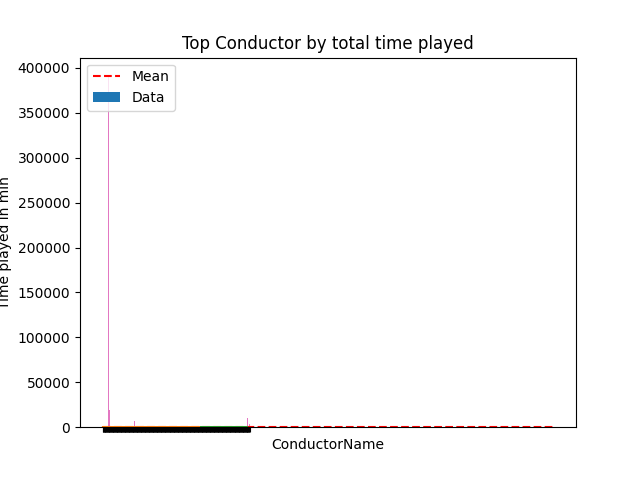 Top Conductor by total time played
400000
350000
300000
250000
200000
150000
100000
50000
0
Mean
Data
Time played in min
ConductorName